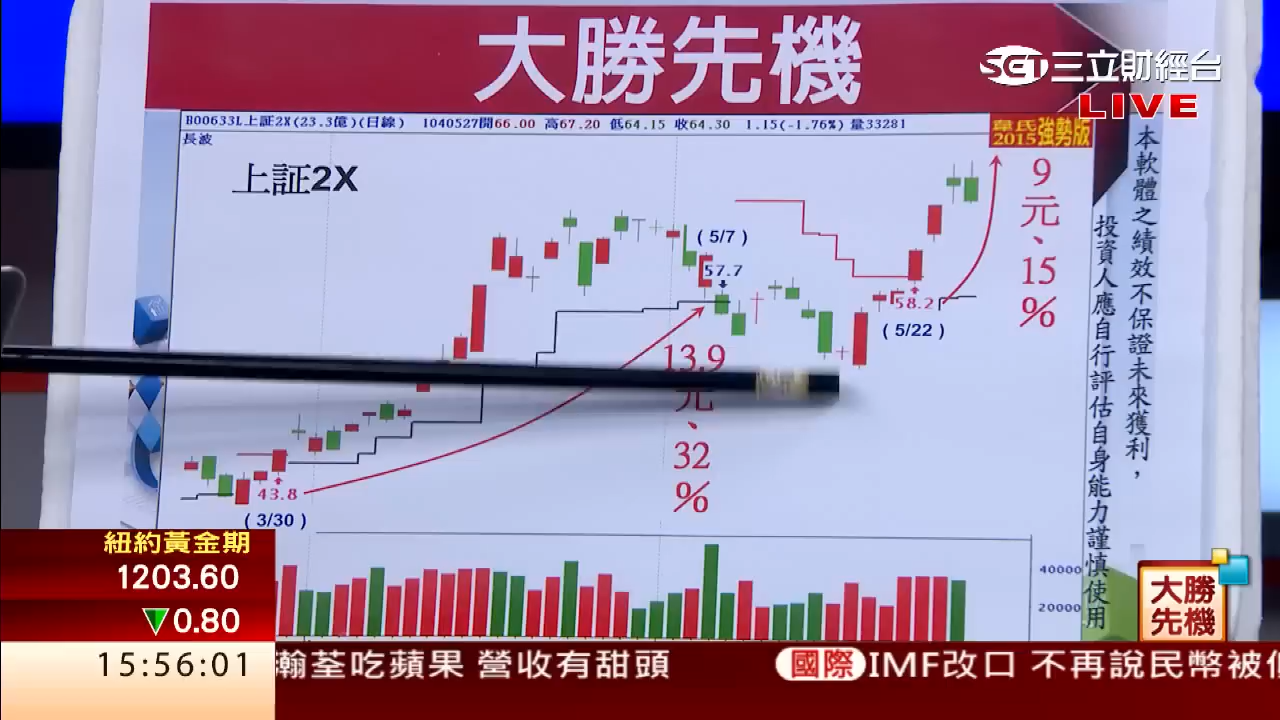 大勝先機
SET三立財經台
LIVE
B00633L上証2X(23.3億)(日線) 1040527開66.00 高67.20 低64.15 收64.30 1.15(-1.76%) 量33281
韋氏強勢版
2015
長波
上証2X
(5/7)
57.7
58.2
(5/22)
9元、15%
13.9元、32%
43.8
(3/30)
40000
20000
本軟體之績效不保證未來獲利，
投資人應自行評估自身能力謹慎使用
紐約黃金期
1203.60
▼0.80
15:56:01
瀚荃吃蘋果 營收有甜頭
國際 IMF改口 不再說民幣被
大勝
先機